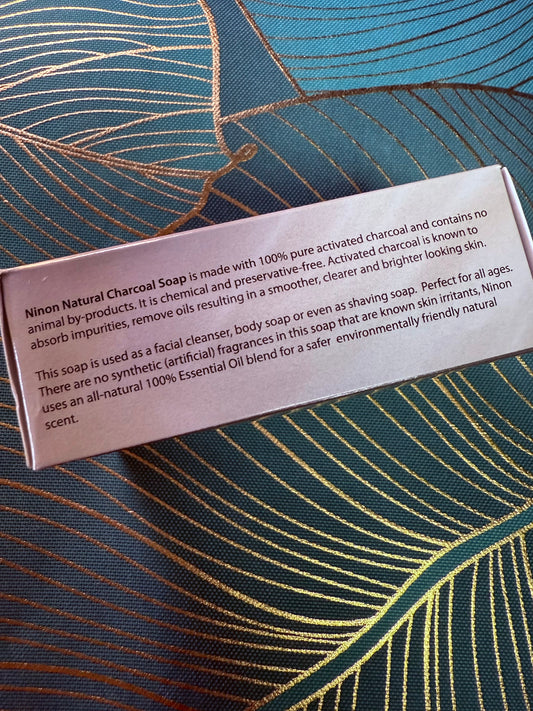 Ninon Natural Charcoal Soap is made with 100% pure activated charcoal and contains no
animal by-products. It is chemical and preservative-free. Activated charcoal is known to
absorb impurities, remove oils resulting in a smoother, clearer and brighter looking skin.
This soap is used as a facial cleanser, body soap or even as shaving soap. Perfect for all ages.
There are no synthetic (artificial) fragrances in this soap that are known skin irritants, Ninon
uses an all-natural 100% Essential Oil blend for a safer environmentally friendly natural
scent.